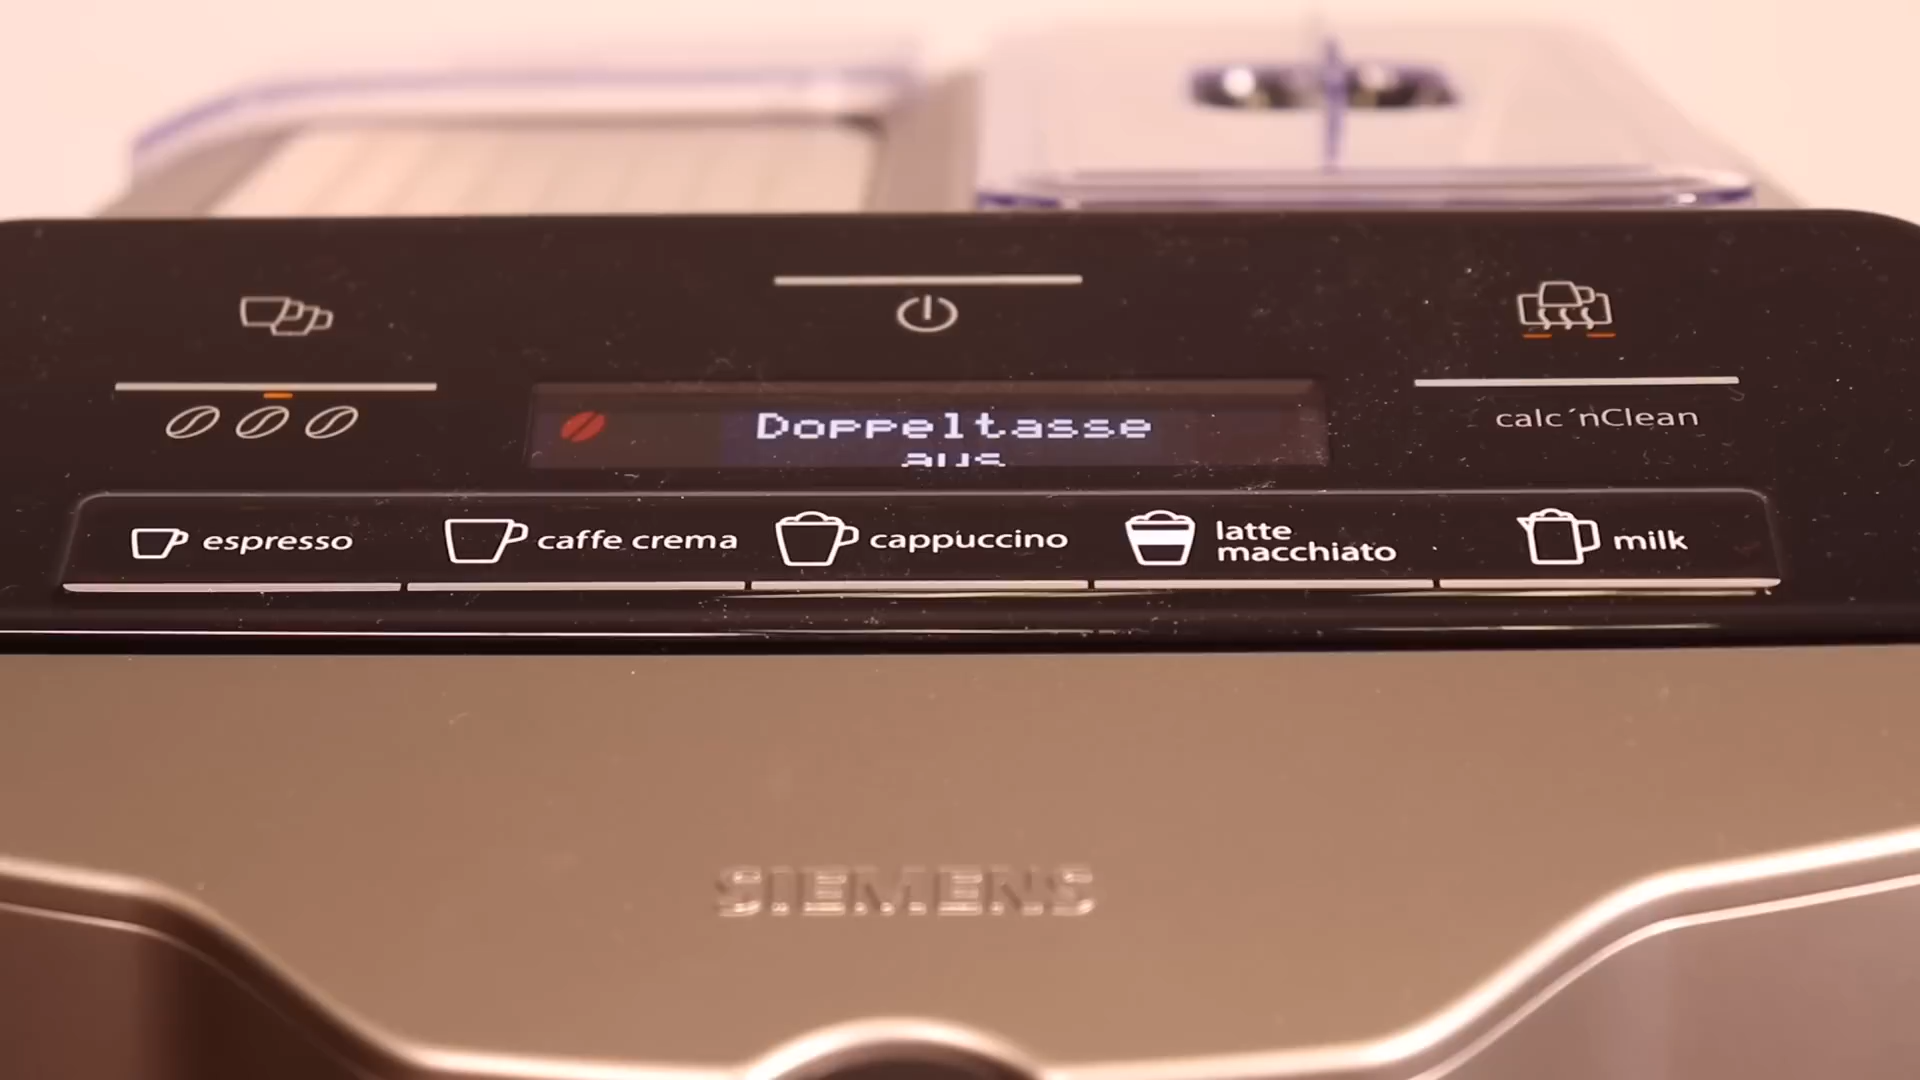 Doppeltasse
aus
calc´nClean
espresso
caffe crema
cappuccino
latte
macchiato
milk
SIEMENS